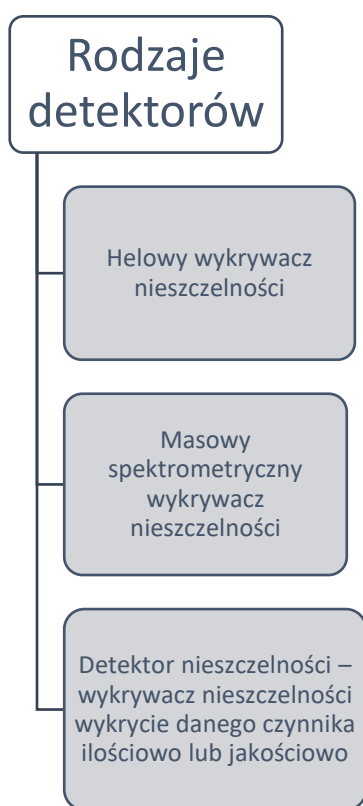 Rodzaje
detektorów
Helowy wykrywacz
nieszczelności
Masowy
spektrometryczny
wykrywacz
nieszczelności
Detektor nieszczelności –
wykrywacz nieszczelności
wykrycie danego czynnika
ilościowo lub jakościowo